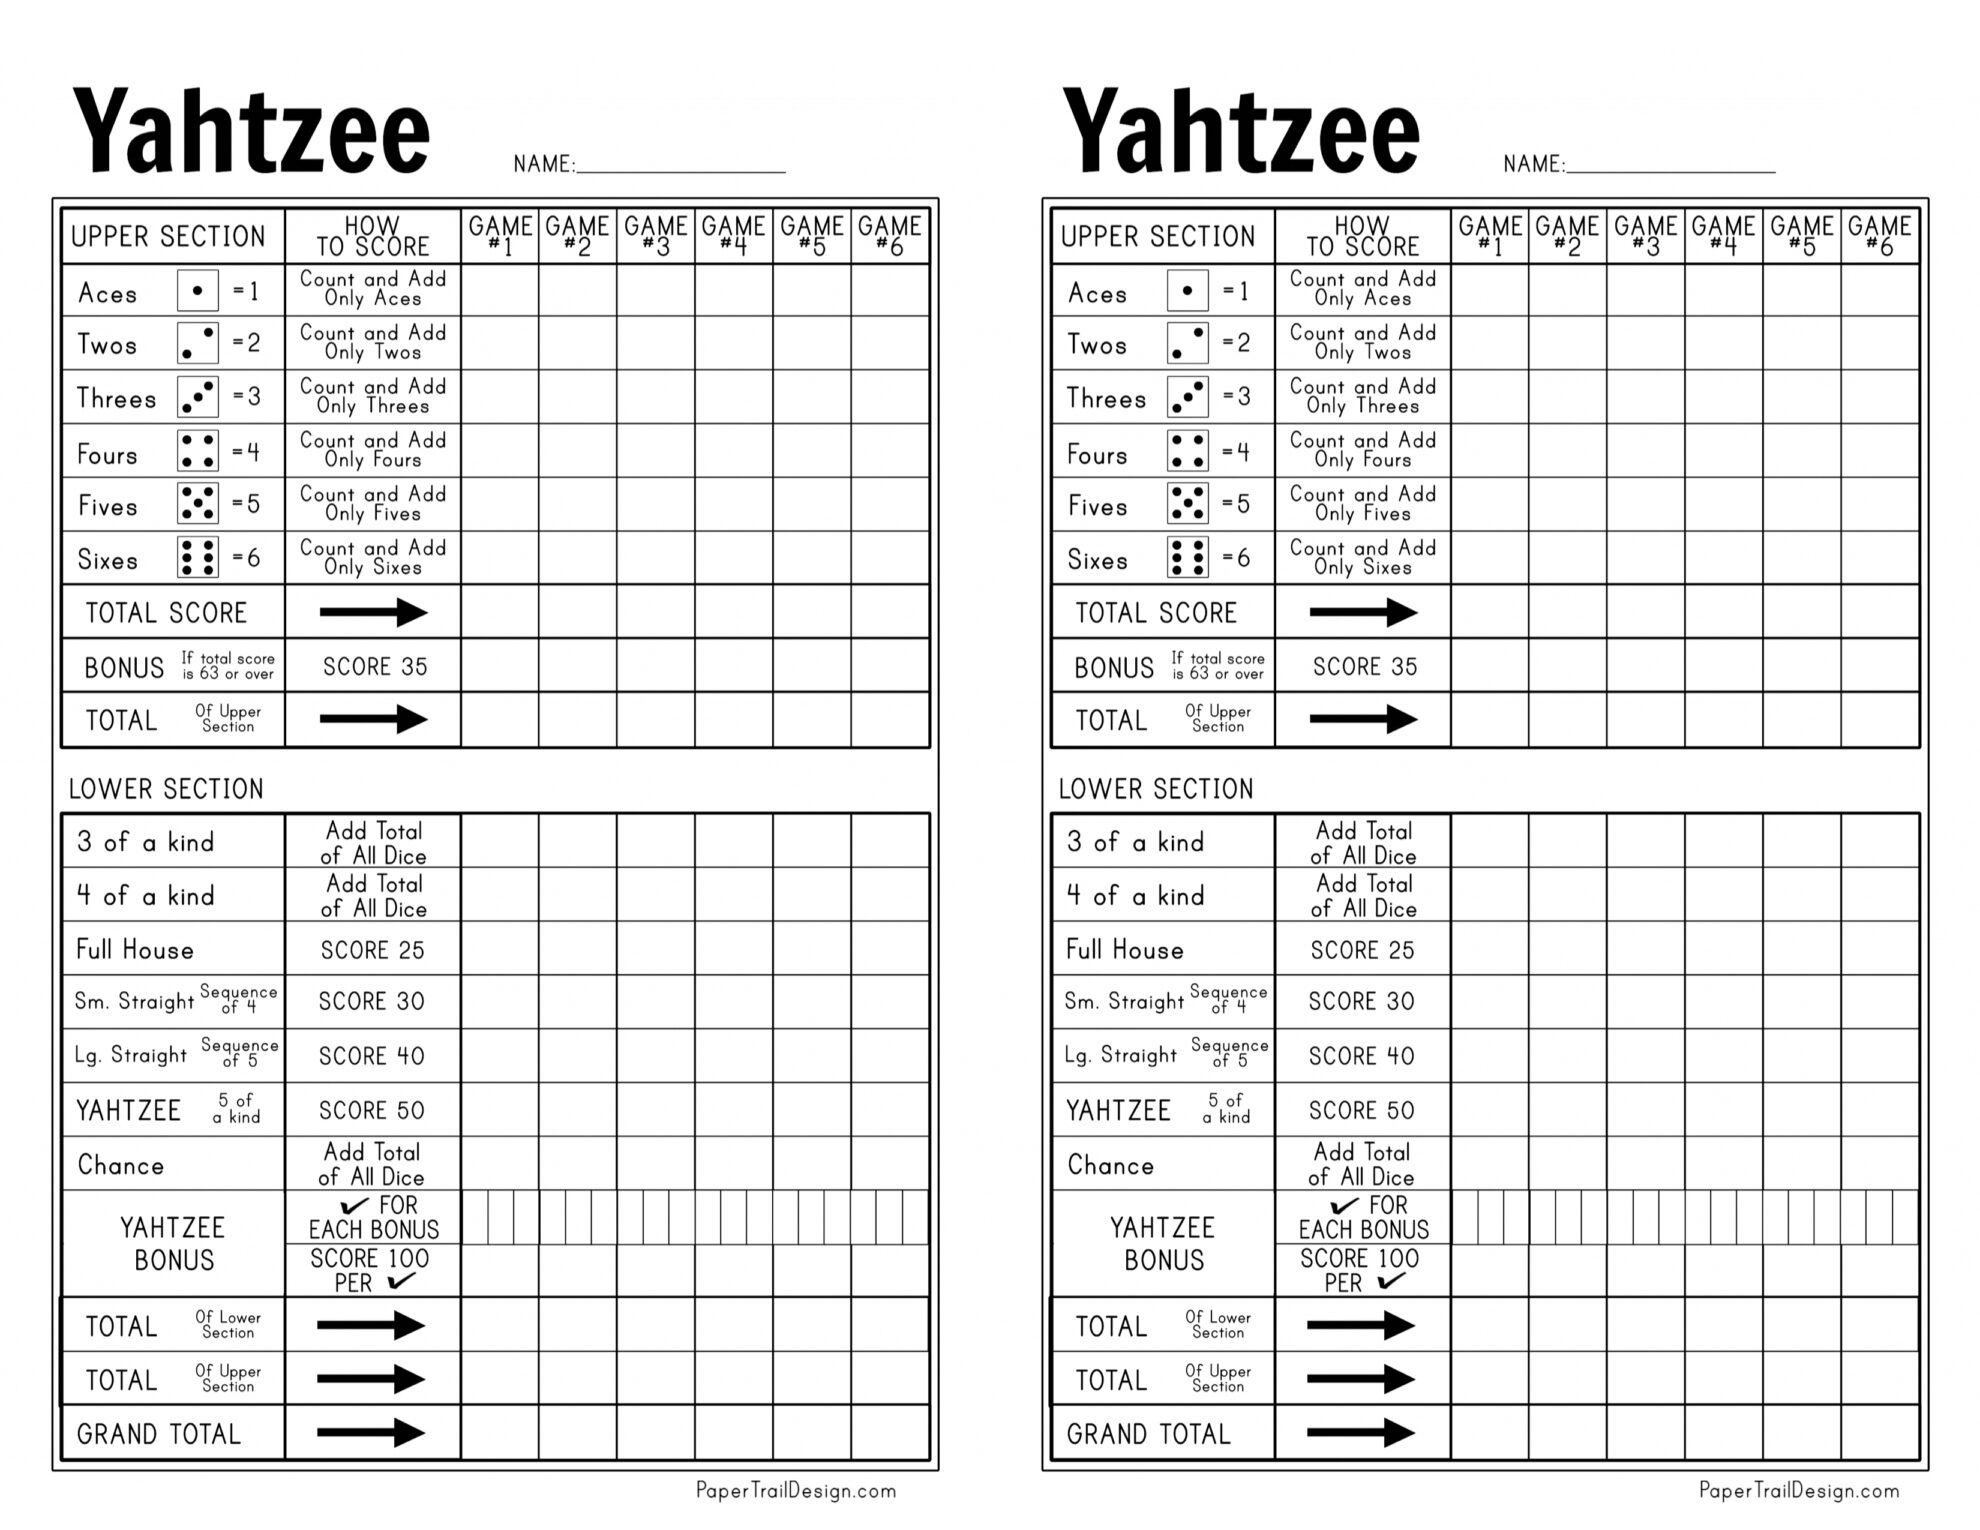 Yahtzee
NAME:
UPPER SECTION
HOW
TO SCORE
GAME
#1
GAME
#2
GAME
#3
GAME
#4
GAME
#5
GAME
#6
Aces =1
Count and Add
Only Aces
Twos =2
Count and Add
Only Twos
Threes =3
Count and Add
Only Threes
Fours =4
Count and Add
Only Fours
Fives =5
Count and Add
Only Fives
Sixes =6
Count and Add
Only Sixes
TOTAL SCORE
BONUS
If total score
is 63 or over
SCORE 35
TOTAL
Of Upper
Section
LOWER SECTION
3 of a kind
Add Total
of All Dice
4 of a kind
Add Total
of All Dice
Full House
SCORE 25
Sm. Straight
Sequence
of 4
SCORE 30
Lg. Straight
Sequence
of 5
SCORE 40
YAHTZEE
5 of
a kind
SCORE 50
Chance
Add Total
of All Dice
YAHTZEE
BONUS
✓ FOR
EACH BONUS
SCORE 100
PER ✓
TOTAL
Of Lower
Section
TOTAL
Of Upper
Section
GRAND TOTAL
PaperTrailDesign.com
Yahtzee
NAME:
UPPER SECTION
HOW
TO SCORE
GAME
#1
GAME
#2
GAME
#3
GAME
#4
GAME
#5
GAME
#6
Aces =1
Count and Add
Only Aces
Twos =2
Count and Add
Only Twos
Threes =3
Count and Add
Only Threes
Fours =4
Count and Add
Only Fours
Fives =5
Count and Add
Only Fives
Sixes =6
Count and Add
Only Sixes
TOTAL SCORE
BONUS
If total score
is 63 or over
SCORE 35
TOTAL
Of Upper
Section
LOWER SECTION
3 of a kind
Add Total
of All Dice
4 of a kind
Add Total
of All Dice
Full House
SCORE 25
Sm. Straight
Sequence
of 4
SCORE 30
Lg. Straight
Sequence
of 5
SCORE 40
YAHTZEE
5 of
a kind
SCORE 50
Chance
Add Total
of All Dice
YAHTZEE
BONUS
✓ FOR
EACH BONUS
SCORE 100
PER ✓
TOTAL
Of Lower
Section
TOTAL
Of Upper
Section
GRAND TOTAL
PaperTrailDesign.com